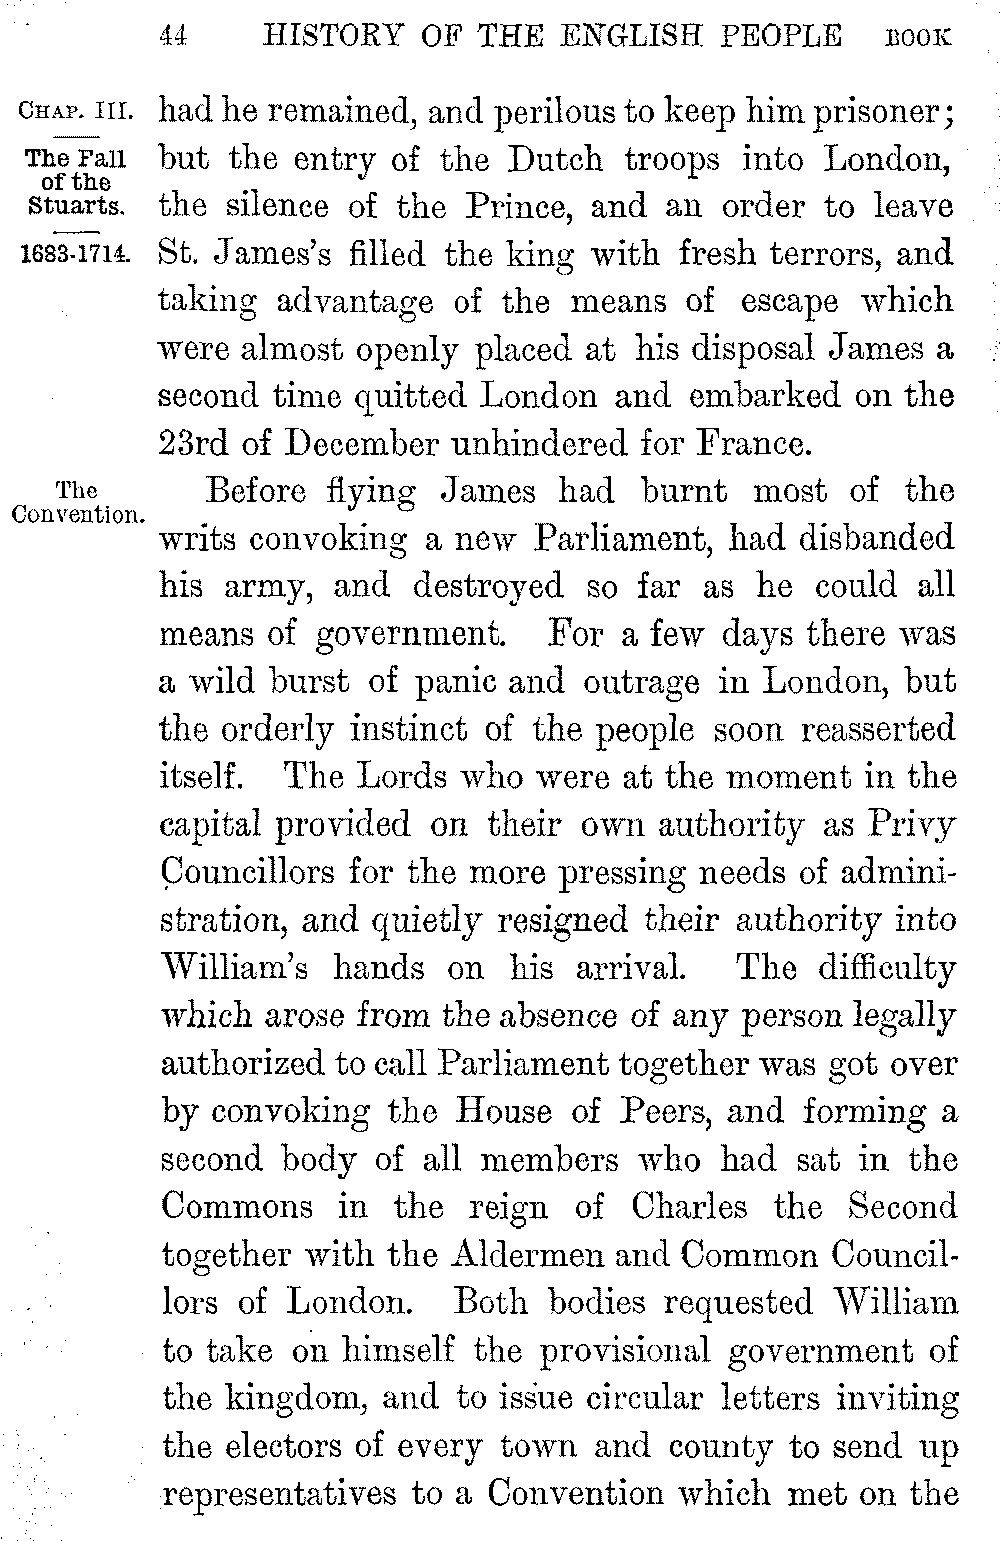 44 HISTORY OF THE ENGLISH PEOPLE BOOK
CHAP. III.
The Fall
of the
Stuarts.
1683-1714.
had he remained, and perilous to keep him prisoner;
but the entry of the Dutch troops into London,
the silence of the Prince, and an order to leave
St. James's filled the king with fresh terrors, and
taking advantage of the means of escape which
were almost openly placed at his disposal James a
second time quitted London and embarked on the
23rd of December unhindered for France.
The
Convention.
Before flying James had burnt most of the
writs convoking a new Parliament, had disbanded
his army, and destroyed so far as he could all
means of government. For a few days there was
a wild burst of panic and outrage in London, but
the orderly instinct of the people soon reasserted
itself. The Lords who were at the moment in the
capital provided on their own authority as Privy
Councillors for the more pressing needs of admini-
stration, and quietly resigned their authority into
William's hands on his arrival. The difficulty
which arose from the absence of any person legally
authorized to call Parliament together was got over
by convoking the House of Peers, and forming a
second body of all members who had sat in the
Commons in the reign of Charles the Second
together with the Aldermen and Common Council-
lors of London. Both bodies requested William
to take on himself the provisional government of
the kingdom, and to issue circular letters inviting
the electors of every town and county to send up
representatives to a Convention which met on the